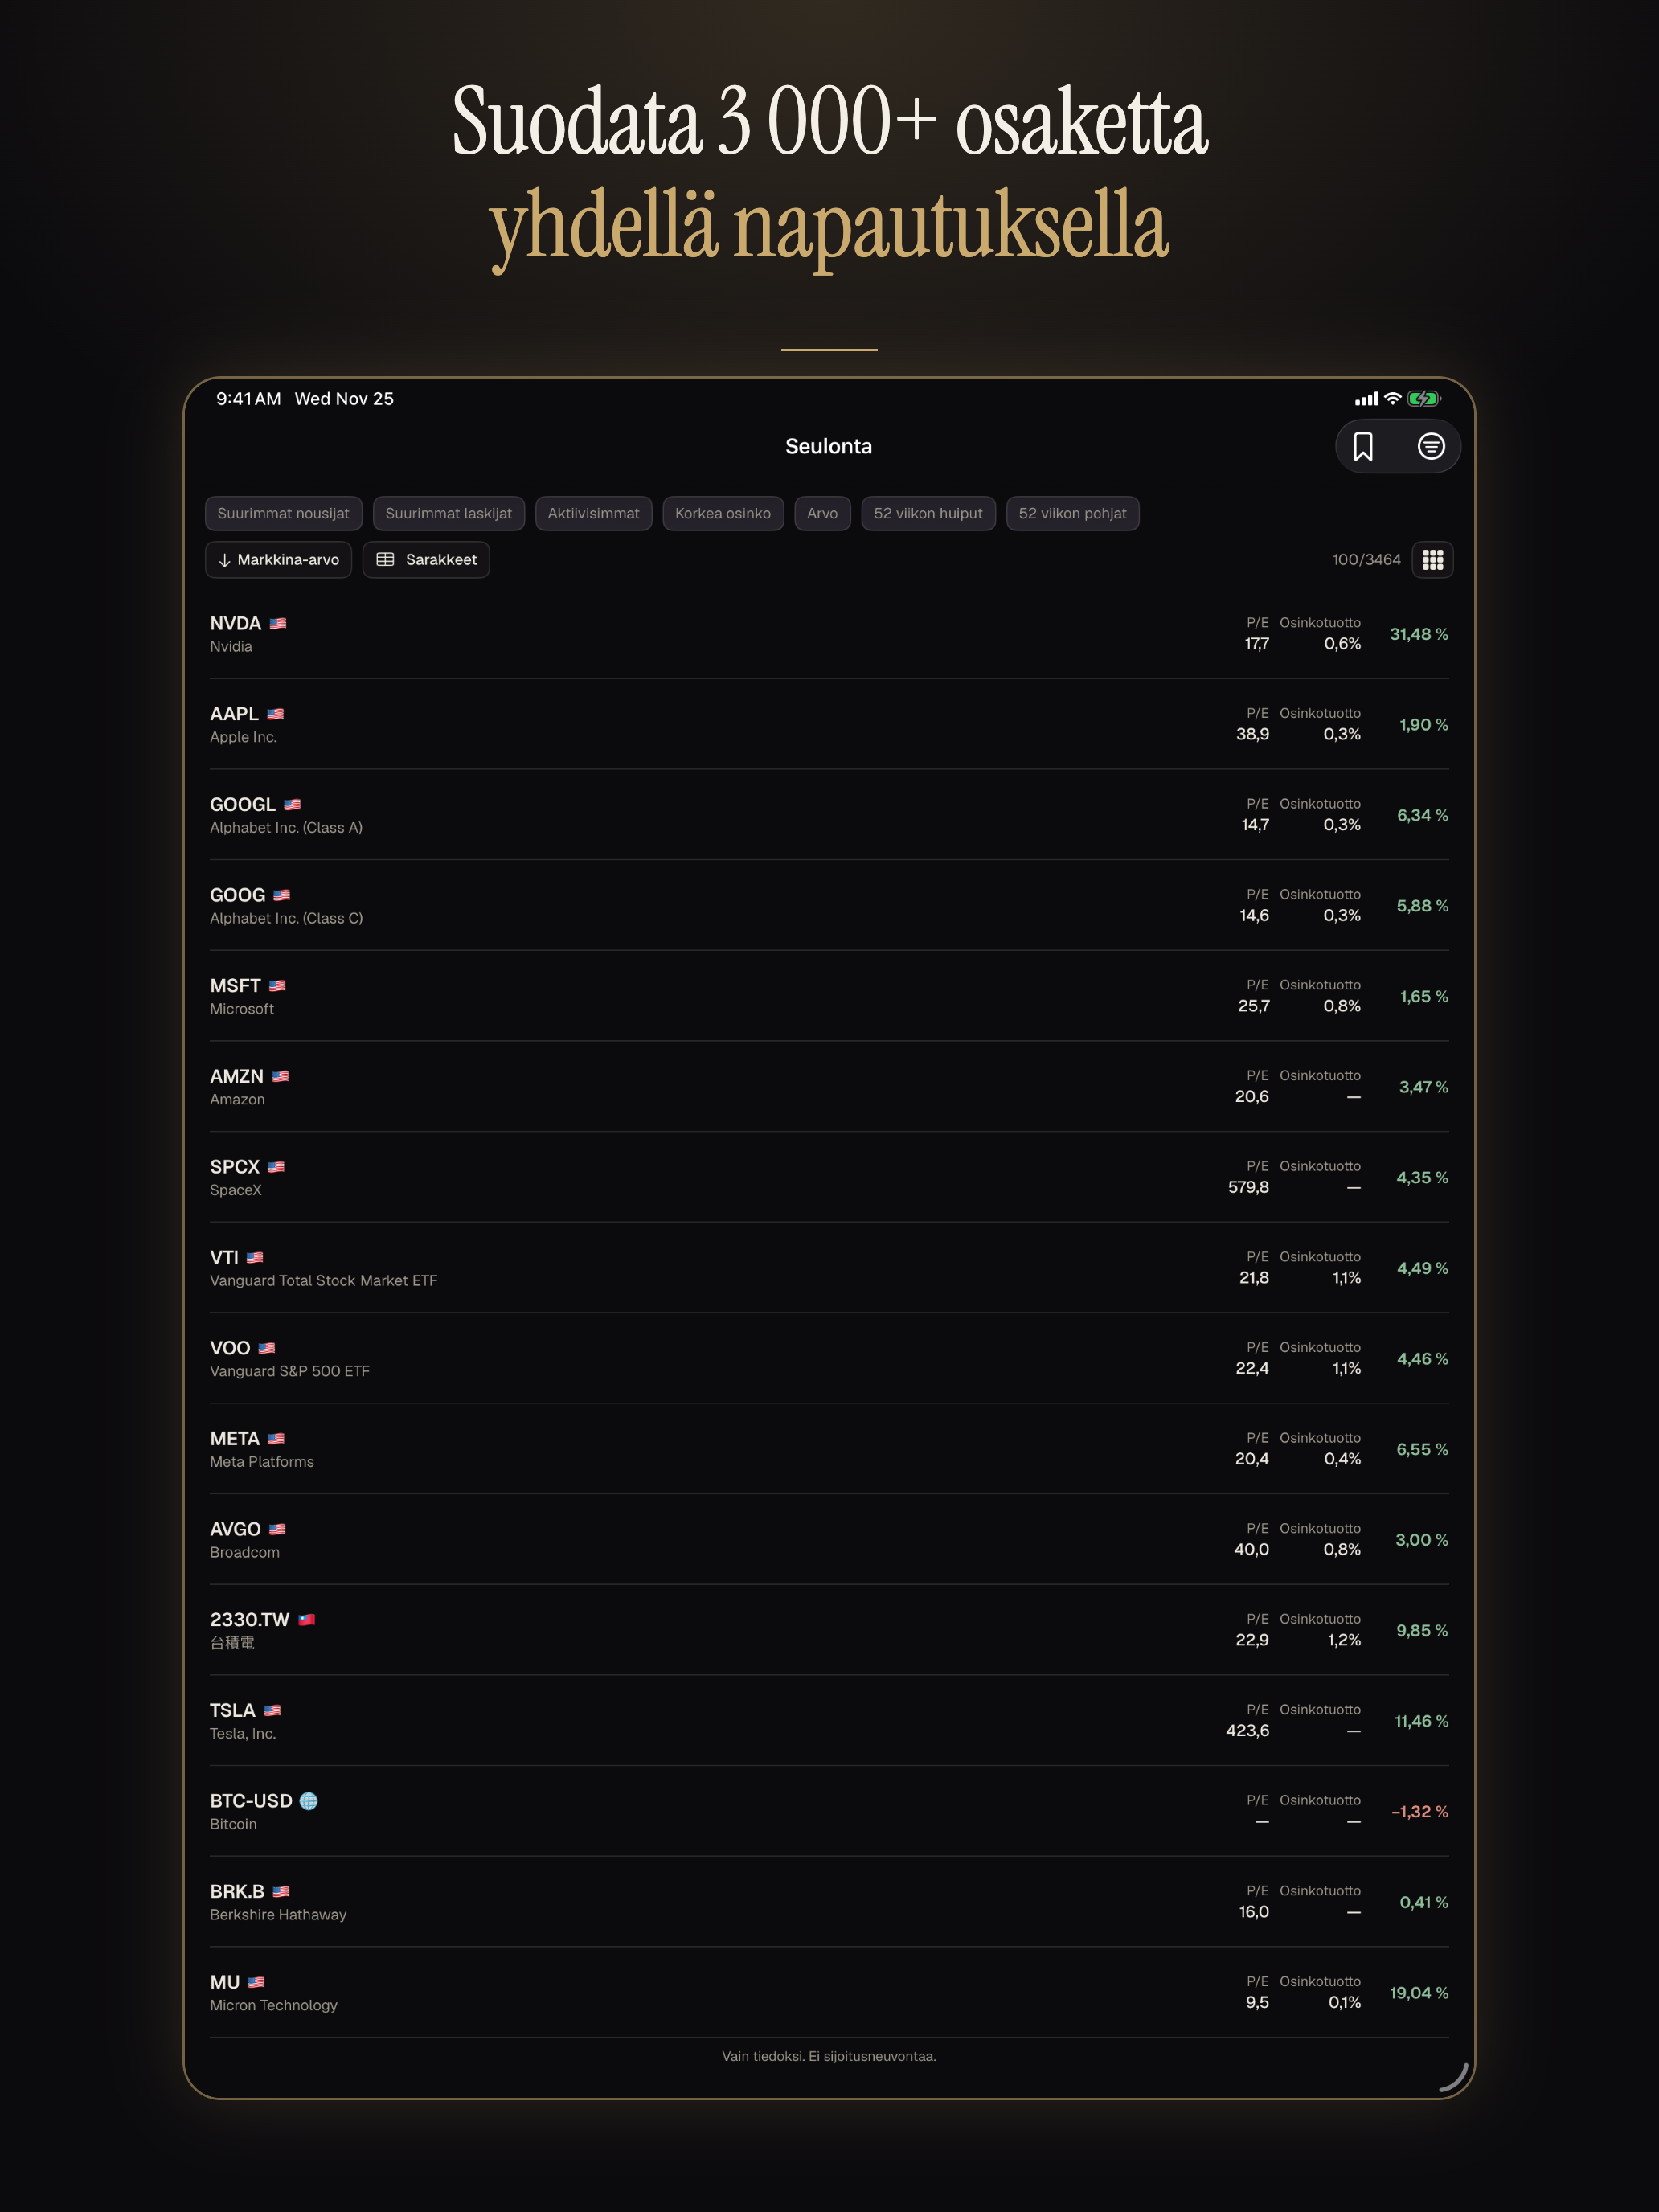 Suodata 3 000+ osaketta
yhdellä napautuksella
9:41 AM Wed Nov 25
Seulonta
Suurimmat nousijat Suurimmat laskijat Aktiivisimmat Korkea osinko Arvo 52 viikon huiput 52 viikon pohjat
↓ Markkina-arvo Sarakkeet 100/3464
NVDA P/E Osinkotuotto 31,48 %
Nvidia 17,7 0,6%
AAPL P/E Osinkotuotto 1,90 %
Apple Inc. 38,9 0,3%
GOOGL P/E Osinkotuotto 6,34 %
Alphabet Inc. (Class A) 14,7 0,3%
GOOG P/E Osinkotuotto 5,88 %
Alphabet Inc. (Class C) 14,6 0,3%
MSFT P/E Osinkotuotto 1,65 %
Microsoft 25,7 0,8%
AMZN P/E Osinkotuotto 3,47 %
Amazon 20,6 —
SPCX P/E Osinkotuotto 4,35 %
SpaceX 579,8 —
VTI P/E Osinkotuotto 4,49 %
Vanguard Total Stock Market ETF 21,8 1,1%
VOO P/E Osinkotuotto 4,46 %
Vanguard S&P 500 ETF 22,4 1,1%
META P/E Osinkotuotto 6,55 %
Meta Platforms 20,4 0,4%
AVGO P/E Osinkotuotto 3,00 %
Broadcom 40,0 0,8%
2330.TW P/E Osinkotuotto 9,85 %
台積電 22,9 1,2%
TSLA P/E Osinkotuotto 11,46 %
Tesla, Inc. 423,6 —
BTC-USD P/E Osinkotuotto −1,32 %
Bitcoin — —
BRK.B P/E Osinkotuotto 0,41 %
Berkshire Hathaway 16,0 —
MU P/E Osinkotuotto 19,04 %
Micron Technology 9,5 0,1%
Vain tiedoksi. Ei sijoitusneuvontaa.